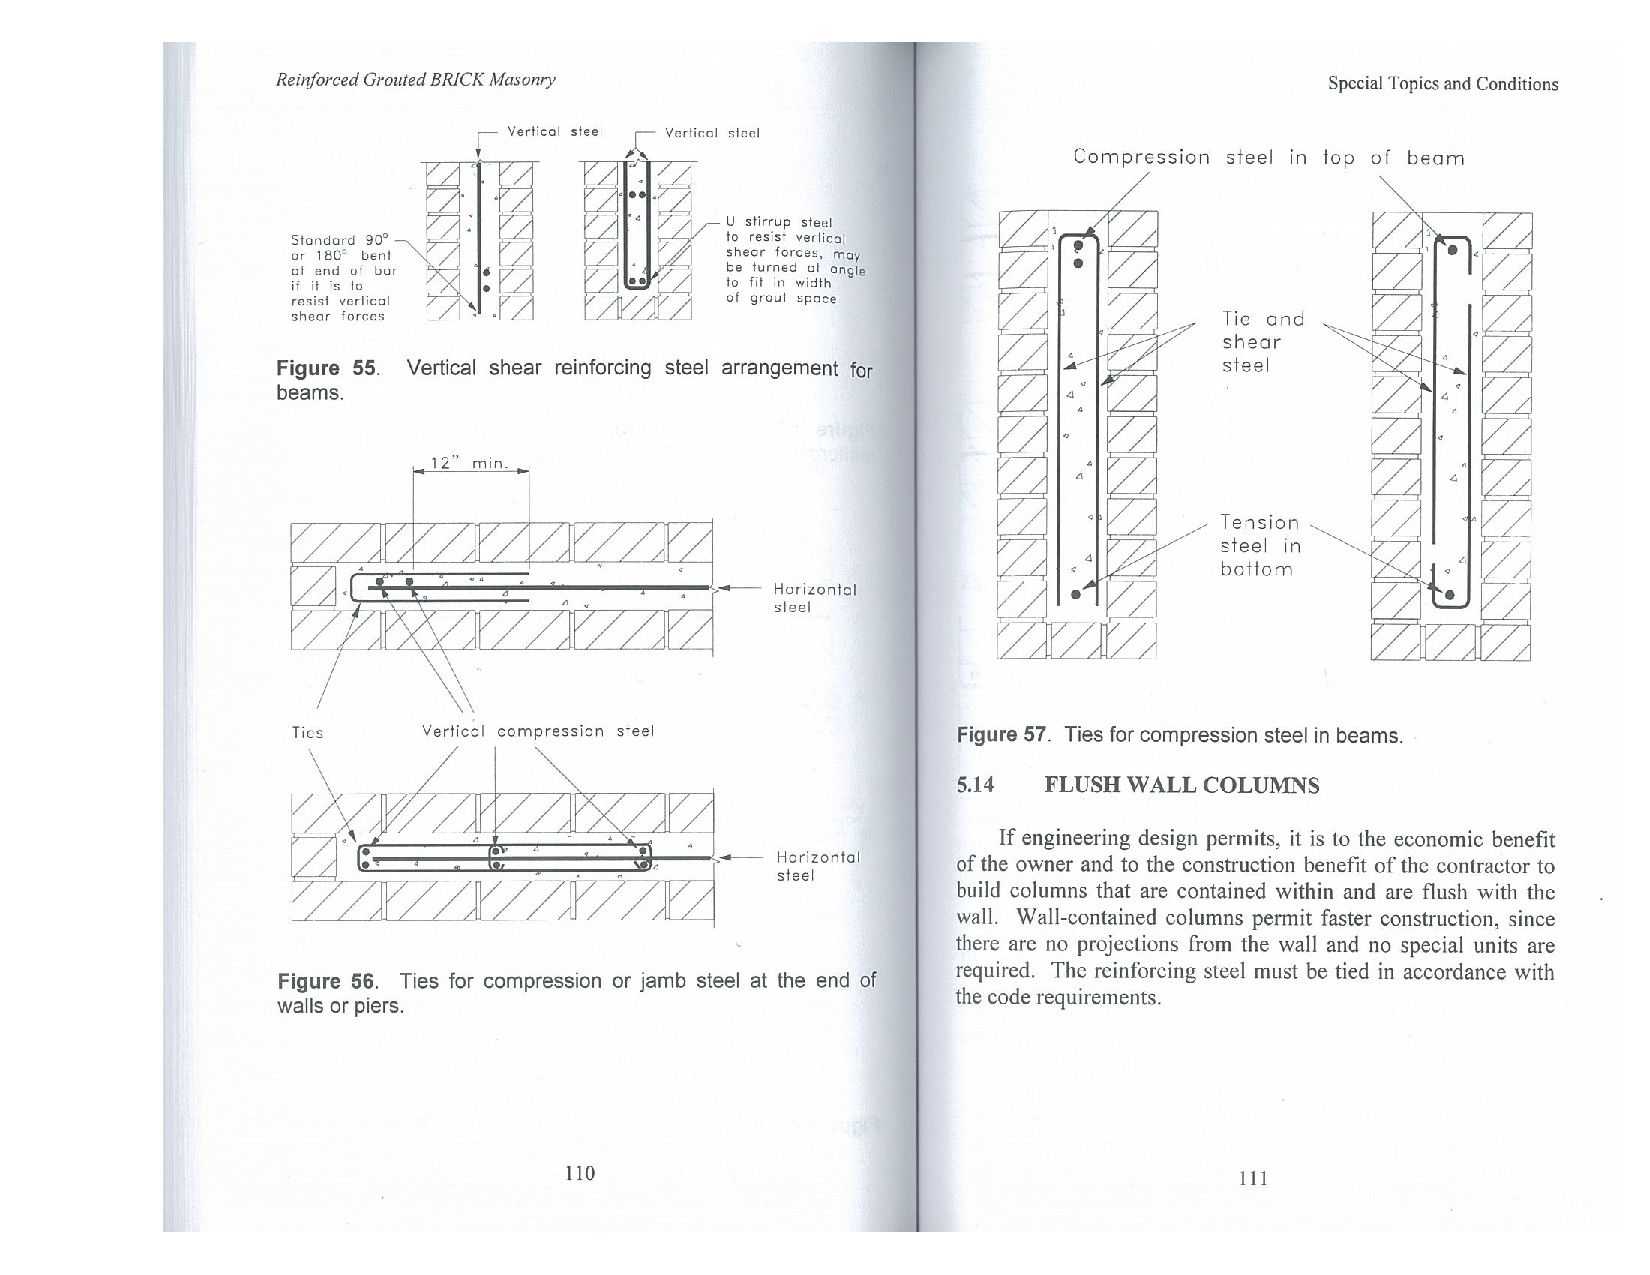 Reinforced Grouted BRICK Masonry
Vertical stee
Vertical steel
Standard 90°
or 180° bent
at end of bar
if it is to
resist vertical
shear forces
U stirrup steel
to resist vertical
shear forces, may
be turned at angle
to fit in width
of grout space
Figure 55. Vertical shear reinforcing steel arrangement for
beams.
12" min.
Horizontal
steel
Ties
Vertical compression steel
Horizontal
steel
Figure 56. Ties for compression or jamb steel at the end of
walls or piers.
110
Special Topics and Conditions
Compression steel in top of beam
Tie and
shear
steel
Tension
steel in
bottom
Figure 57. Ties for compression steel in beams.
5.14 FLUSH WALL COLUMNS
If engineering design permits, it is to the economic benefit
of the owner and to the construction benefit of the contractor to
build columns that are contained within and are flush with the
wall. Wall-contained columns permit faster construction, since
there are no projections from the wall and no special units are
required. The reinforcing steel must be tied in accordance with
the code requirements.
111